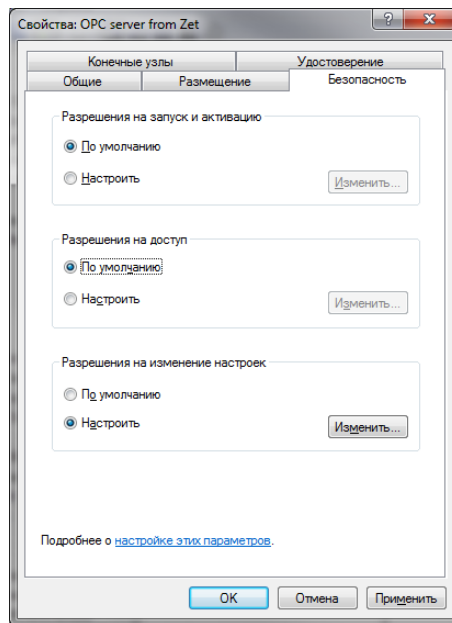 Свойства: OPC server from Zet
Конечные узлы
Удостоверение
Общие
Размещение
Безопасность
Разрешения на запуск и активацию
По умолчанию
Настроить
Изменить...
Разрешения на доступ
По умолчанию
Настроить
Изменить...
Разрешения на изменение настроек
По умолчанию
Настроить
Изменить...
Подробнее о настройке этих параметров.
OK
Отмена
Применить